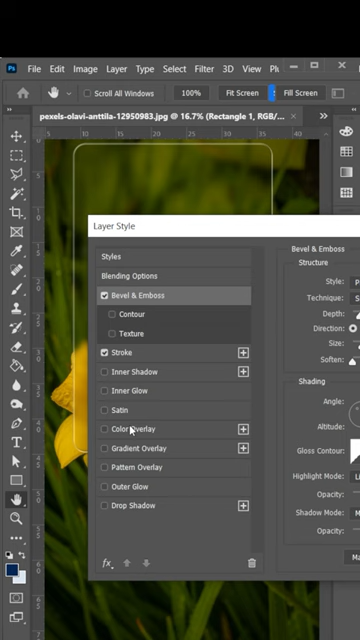 Ps File Edit Image Layer Type Select Filter 3D View
Scroll All Windows 100% Fit Screen Fill Screen
pexels-olavi-anttila-12950983.jpg @ 16.7% (Rectangle 1, RGB/...
Layer Style
Styles
Blending Options
Bevel & Emboss
Contour
Texture
Stroke
Inner Shadow
Inner Glow
Satin
Color Overlay
Gradient Overlay
Pattern Overlay
Outer Glow
Drop Shadow
fx
Bevel & Emboss
Structure
Style:
Technique:
Depth:
Direction:
Size:
Soften:
Shading
Angle:
Altitude:
Gloss Contour:
Highlight Mode:
Opacity:
Shadow Mode:
Opacity: